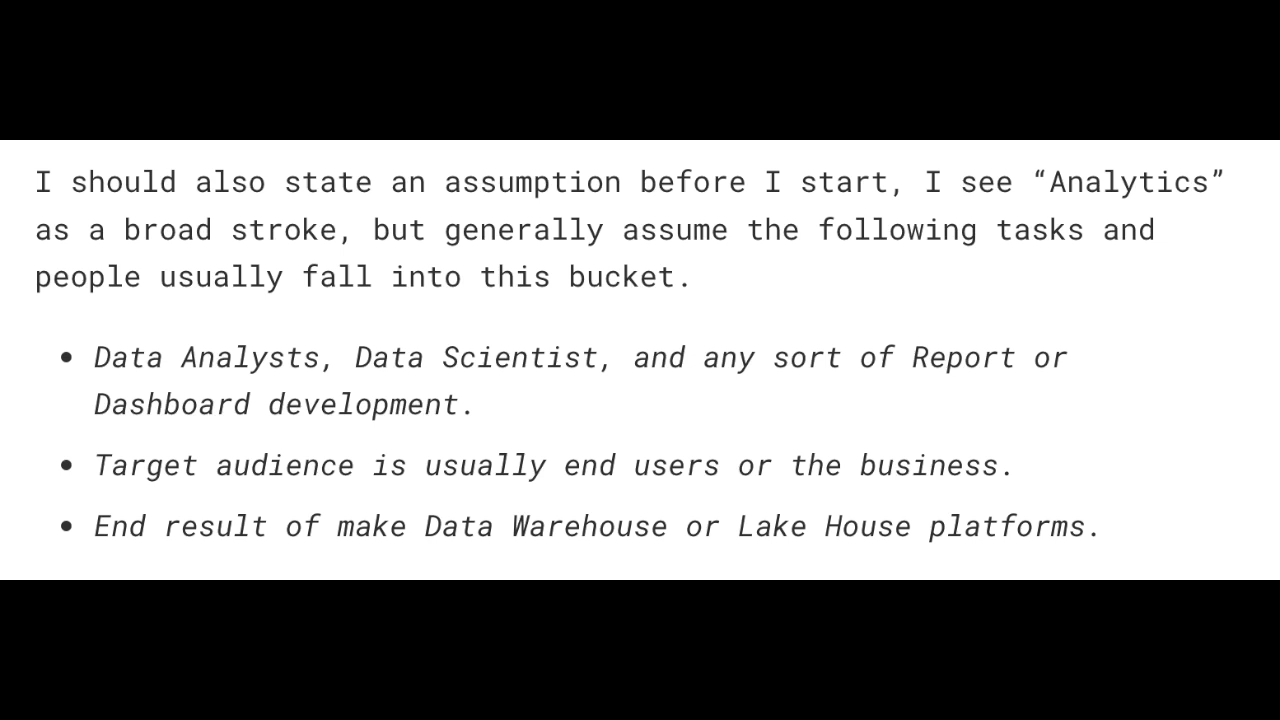 I should also state an assumption before I start, I see “Analytics”
as a broad stroke, but generally assume the following tasks and
people usually fall into this bucket.
• Data Analysts, Data Scientist, and any sort of Report or
Dashboard development.
• Target audience is usually end users or the business.
• End result of make Data Warehouse or Lake House platforms.